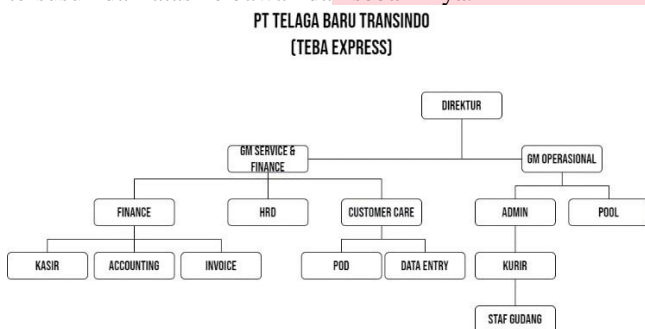 PT TELAGA BARU TRANSINDO
(TEBA EXPRESS)
DIREKTUR
GM SERVICE &
FINANCE
GM OPERASIONAL
FINANCE
HRD
CUSTOMER CARE
ADMIN
POOL
KASIR
ACCOUNTING
INVOICE
POD
DATA ENTRY
KURIR
STAF GUDANG